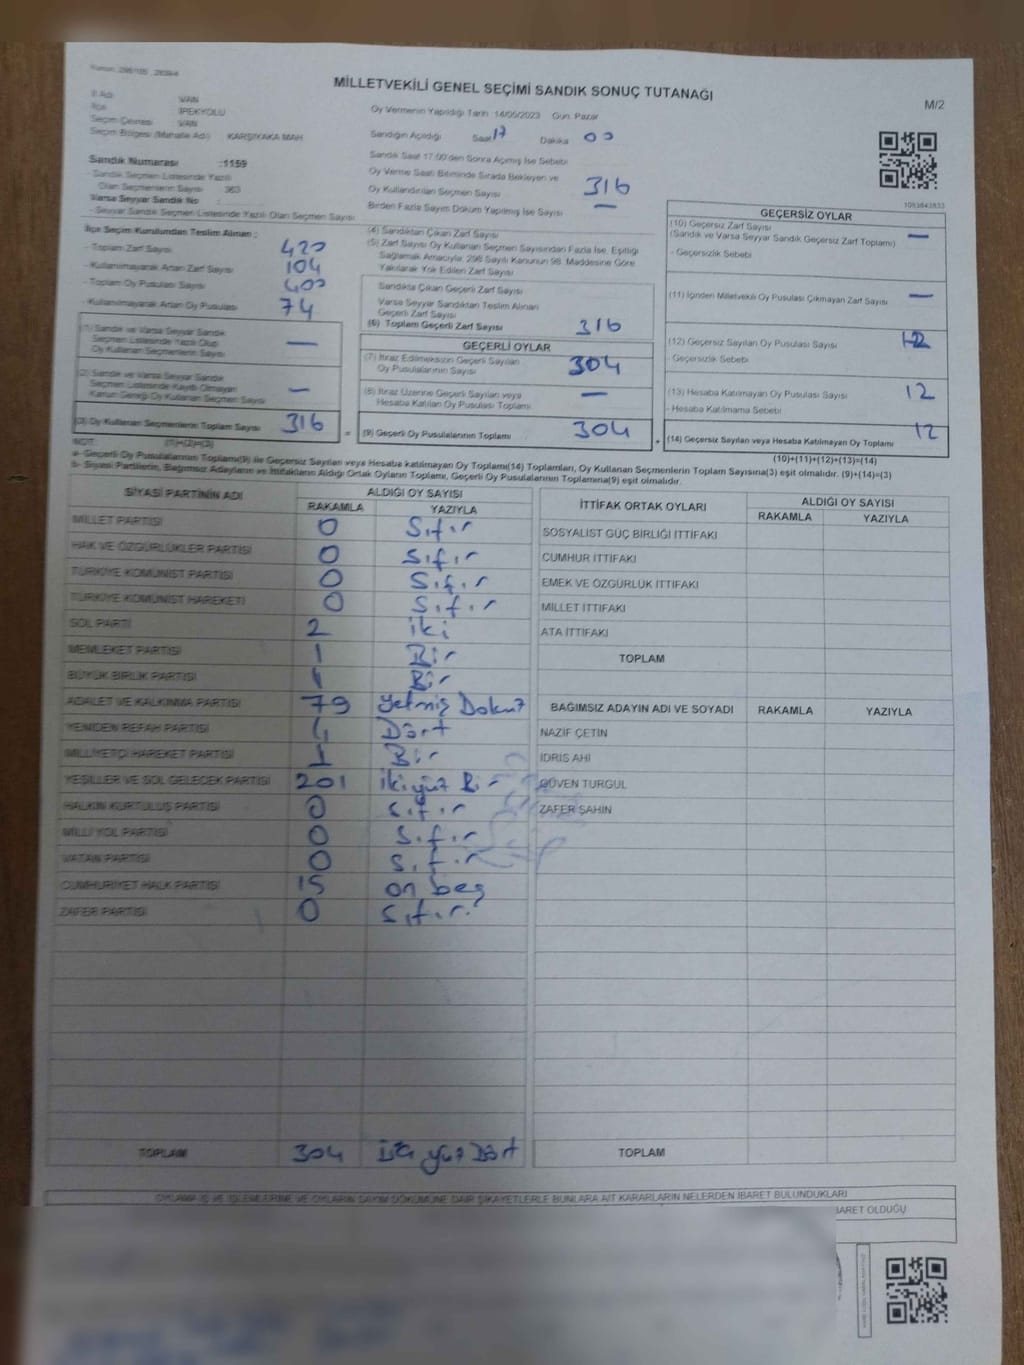 MİLLETVEKİLİ GENEL SEÇİMİ SANDIK SONUÇ TUTANAĞI
M/2
İl Adı VAN
İlçe İPEKYOLU
Seçim Çevresi VAN
Seçim Bölgesi (Mahalle Adı) KARŞIYAKA MAH
Sandık Numarası :1159
- Sandık Seçmen Listesinde Yazılı
Olan Seçmenlerin Sayısı 363
Varsa Seyyar Sandık No
- Seyyar Sandık Seçmen Listesinde Yazılı Olan Seçmen Sayısı
Oy Vermenin Yapıldığı Tarih 14/05/2023 Gün Pazar
Sandığın Açıldığı Saat 17 Dakika 00
Sandık Saat 17:00'den Sonra Açımış İse Sebebi
Oy Verme Saati Bitiminde Sırada Bekleyen ve
Oy Kullandırılan Seçmen Sayısı 316
Birden Fazla Sayım Döküm Yapılmış İse Sayısı —
İlçe Seçim Kurulundan Teslim Alınan :
- Toplam Zarf Sayısı 420
- Kullanılmayarak Artan Zarf Sayısı 104
- Toplam Oy Pusulası Sayısı 400
- Kullanılmayarak Artan Oy Pusulası 74
(1) Sandık ve Varsa Seyyar Sandık
Seçmen Listesinde Yazılı Olup
Oy Kullanan Seçmenlerin Sayısı —
(2) Sandık ve Varsa Seyyar Sandık
Seçmen Listesinde Kayıtlı Olmayan
Kanun Gereği Oy Kullanan Seçmen Sayısı —
(3) Oy Kullanan Seçmenlerin Toplam Sayısı 316
(1)+(2)=(3)
(4) Sandıktan Çıkan Zarf Sayısı
(5) Zarf Sayısı Oy Kullanan Seçmen Sayısından Fazla İse, Eşitliği
Sağlamak Amacıyla; 298 Sayılı Kanunun 98. Maddesine Göre
Yakılarak Yok Edilen Zarf Sayısı
Sandıkta Çıkan Geçerli Zarf Sayısı
Varsa Seyyar Sandıktan Teslim Alınan
Geçerli Zarf Sayısı
(6) Toplam Geçerli Zarf Sayısı 316
GEÇERLİ OYLAR
(7) İtiraz Edilmeksizin Geçerli Sayılan
Oy Pusulalarının Sayısı 304
(8) İtiraz Üzerine Geçerli Sayılan veya
Hesaba Katılan Oy Pusulası Toplamı —
= (9) Geçerli Oy Pusulalarının Toplamı 304 +
1083843833
GEÇERSİZ OYLAR
(10) Geçersiz Zarf Sayısı
(Sandık ve Varsa Seyyar Sandık Geçersiz Zarf Toplamı) —
- Geçersizlik Sebebi
(11) İçinden Milletvekili Oy Pusulası Çıkmayan Zarf Sayısı —
(12) Geçersiz Sayılan Oy Pusulası Sayısı
- Geçersizlik Sebebi
(13) Hesaba Katılmayan Oy Pusulası Sayısı 12
- Hesaba Katılmama Sebebi
(14) Geçersiz Sayılan veya Hesaba Katılmayan Oy Toplamı 12
(10)+(11)+(12)+(13)=(14)
NOT:
a- Geçerli Oy Pusulalarının Toplamı(9) ile Geçersiz Sayılan veya Hesaba katılmayan Oy Toplamı(14) Toplamları, Oy Kullanan Seçmenlerin Toplam Sayısına(3) eşit olmalıdır. (9)+(14)=(3)
b- Siyasi Partilerin, Bağımsız Adayların ve İttifakların Aldığı Ortak Oyların Toplamı, Geçerli Oy Pusulalarının Toplamına(9) eşit olmalıdır.
SİYASİ PARTİNİN ADI ALDIĞI OY SAYISI
RAKAMLA YAZIYLA
MİLLET PARTİSİ 0 Sıfır
HAK VE ÖZGÜRLÜKLER PARTİSİ 0 Sıfır
TÜRKİYE KOMÜNİST PARTİSİ 0 Sıfır
TÜRKİYE KOMÜNİST HAREKETİ 0 Sıfır
SOL PARTİ 2 iki
MEMLEKET PARTİSİ 1 Bir
BÜYÜK BİRLİK PARTİSİ 1 Bir
ADALET VE KALKINMA PARTİSİ 79 Yetmiş Dokuz
YENİDEN REFAH PARTİSİ 4 Dört
MİLLİYETÇİ HAREKET PARTİSİ 1 Bir
YEŞİLLER VE SOL GELECEK PARTİSİ 201 ikiyüz Bir
HALKIN KURTULUŞ PARTİSİ 0 Sıfır
MİLLİ YOL PARTİSİ 0 Sıfır
VATAN PARTİSİ 0 Sıfır
CUMHURİYET HALK PARTİSİ 15 on beş
ZAFER PARTİSİ 0 Sıfır
TOPLAM 304 Üç yüz Dört
İTTİFAK ORTAK OYLARI ALDIĞI OY SAYISI
RAKAMLA YAZIYLA
SOSYALİST GÜÇ BİRLİĞİ İTTİFAKI
CUMHUR İTTİFAKI
EMEK VE ÖZGÜRLÜK İTTİFAKI
MİLLET İTTİFAKI
ATA İTTİFAKI
TOPLAM
BAĞIMSIZ ADAYIN ADI VE SOYADI RAKAMLA YAZIYLA
NAZİF ÇETİN
İDRİS AHİ
GÜVEN TURGUL
ZAFER ŞAHİN
TOPLAM
OYLAMA İŞ VE İŞLEMLERİNE VE OYLARIN SAYIM DÖKÜMÜNE DAİR ŞİKAYETLERLE BUNLARA AİT KARARLARIN NELERDEN İBARET BULUNDUKLARI
İBARET OLDUĞU